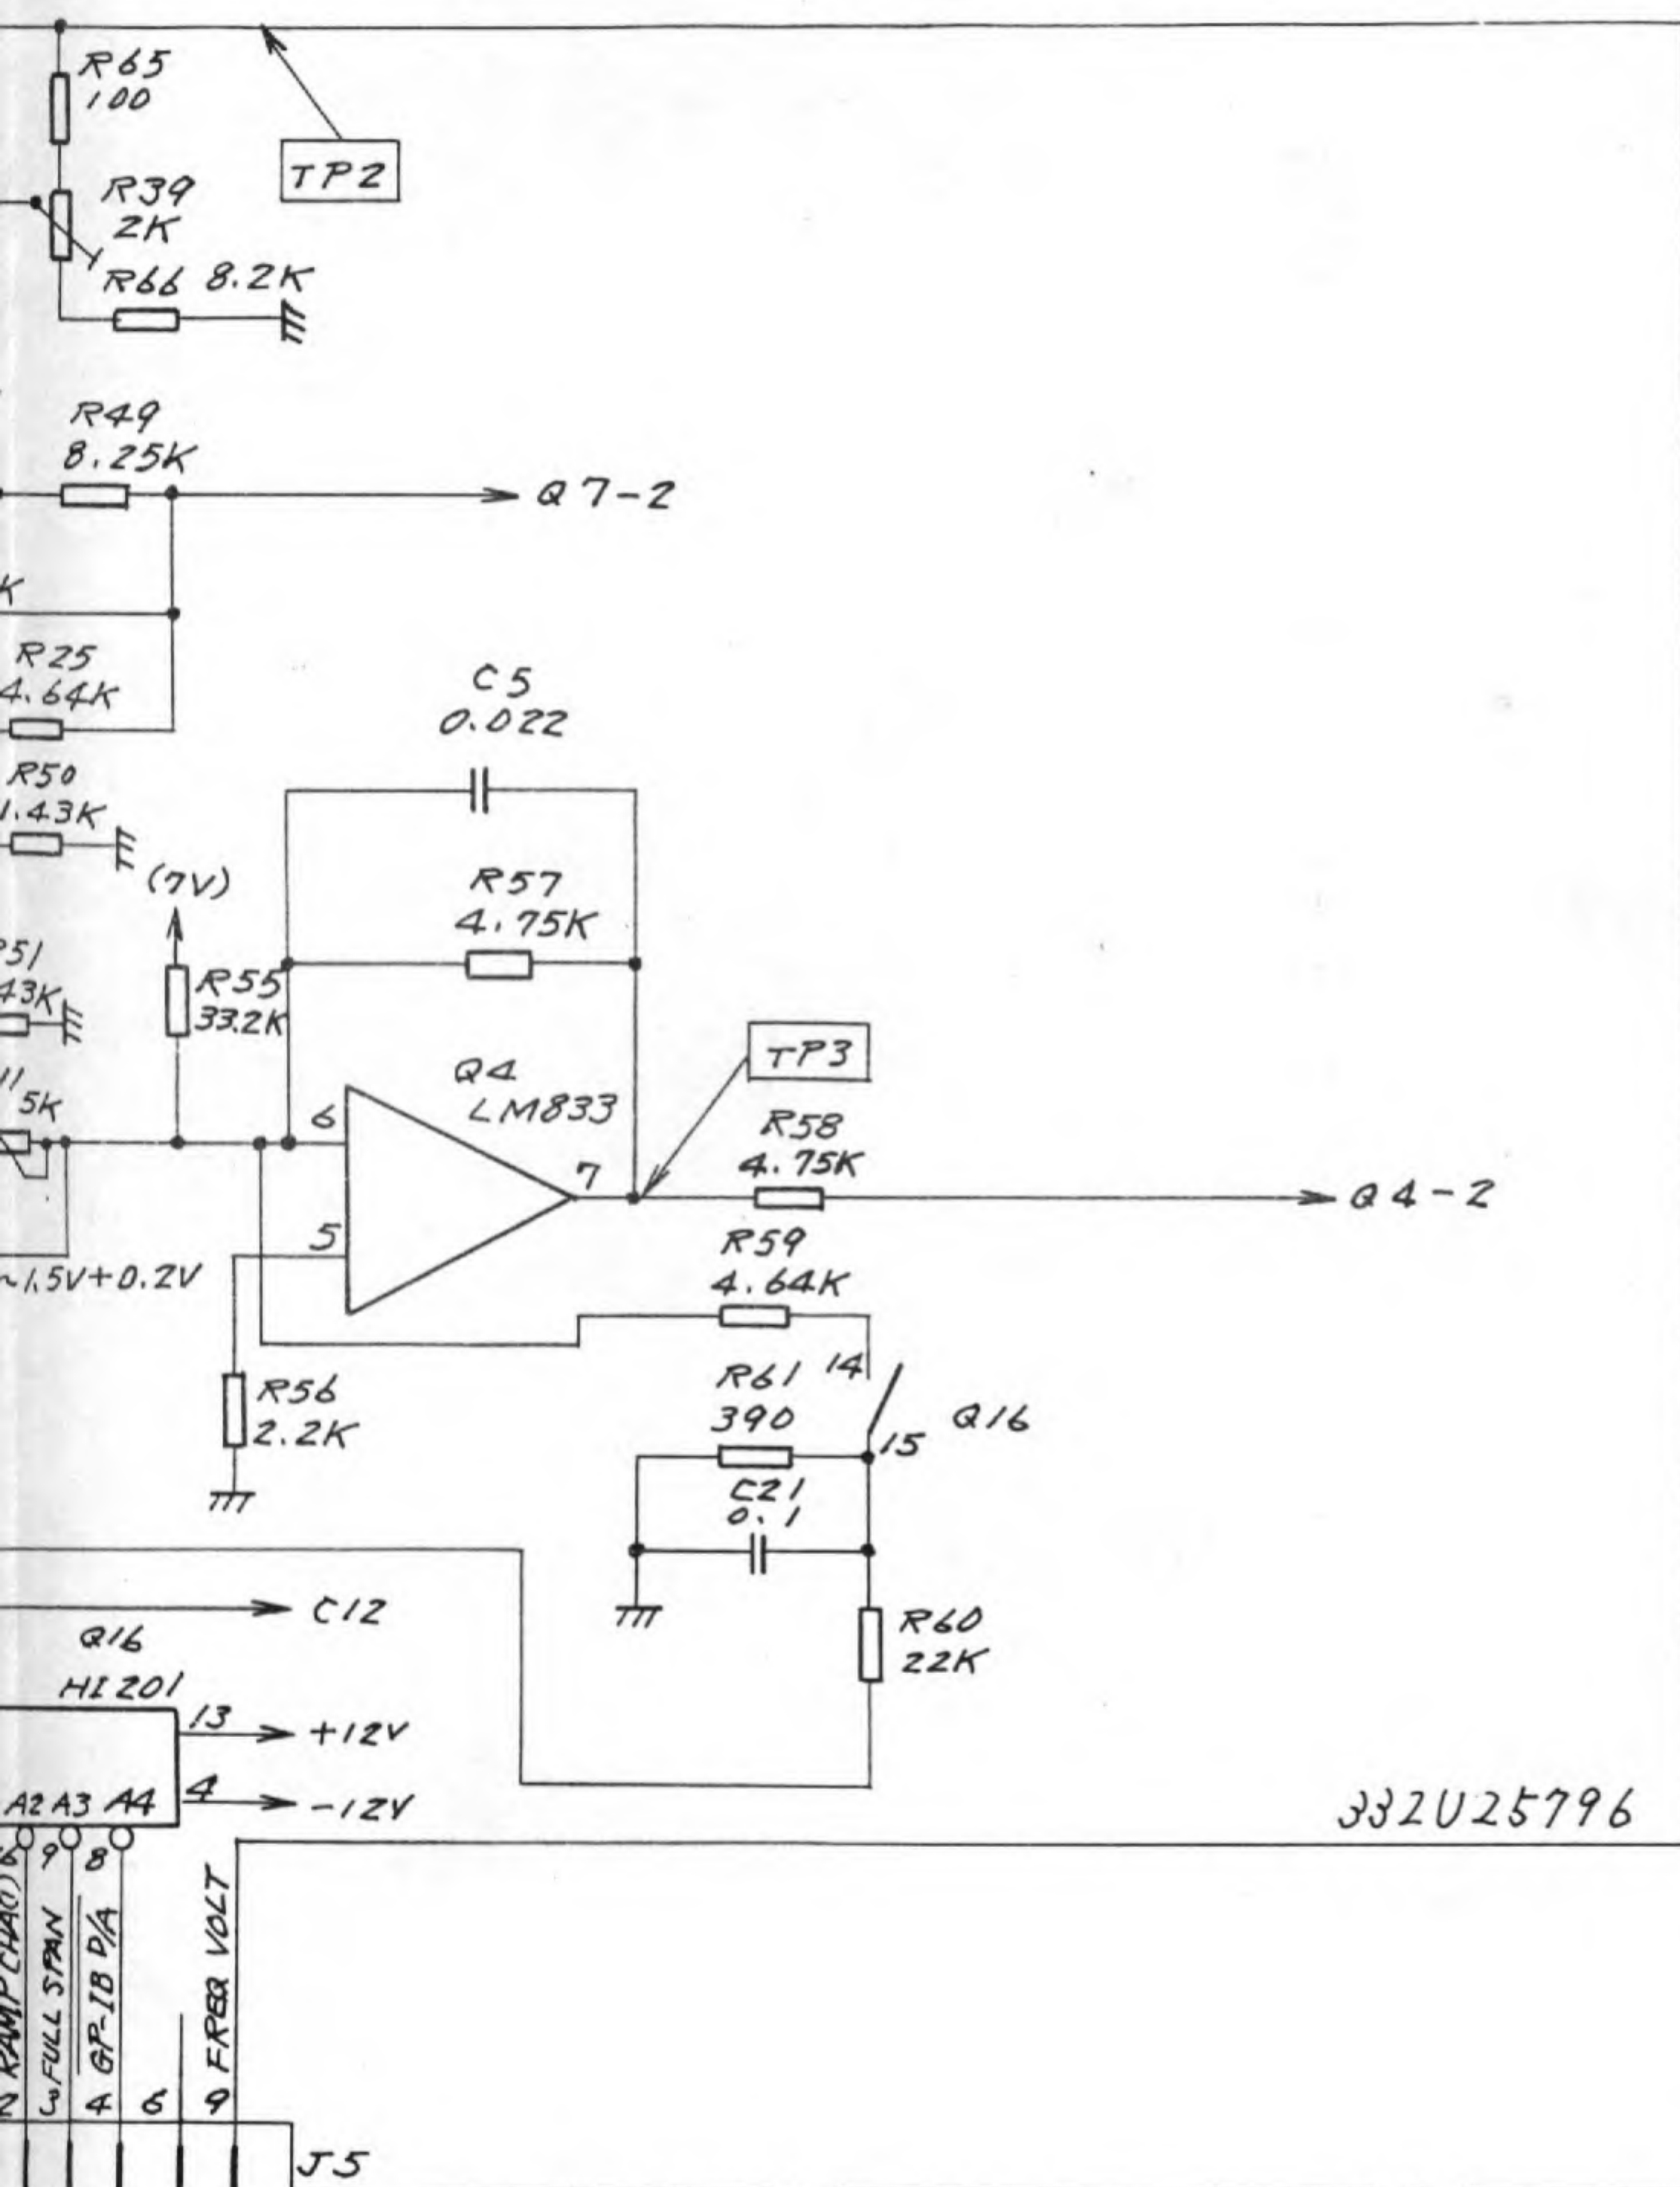 R65
100
TP2
R39
2K
R66 8.2K
R49
8.25K
Q7-2
K
R25
4.64K
C5
0.022
R50
1.43K
(7V)
R57
4.75K
R51
43K
R55
33.2K
TP3
Q4
LM833
5K
6
R58
4.75K
7
Q4-2
5
R59
4.64K
~1.5V+0.2V
R61 14
390
Q16
15
R56
2.2K
C21
0.1
C12
R60
22K
Q16
HI201
13
+12V
4
-12V
A2 A3 A4
332U25796
6 9 8
RAMP CHA(1)
FULL SPAN
GP-IB D/A
FREQ VOLT
2 3 4 6 9
J5